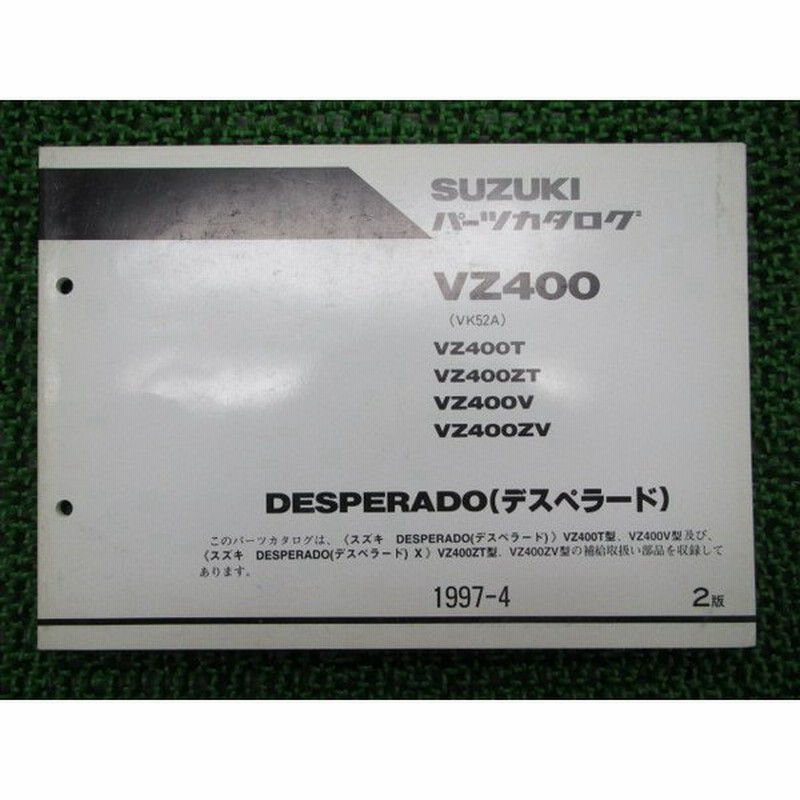 SUZUKI
パーツカタログ
VZ400
(VK52A)
VZ400T
VZ400ZT
VZ400V
VZ400ZV
DESPERADO(デスペラード)
このパーツカタログは、《スズキ DESPERADO(デスペラード)》VZ400T型、VZ400V型及び、
《スズキ DESPERADO(デスペラード) X》VZ400ZT型、VZ400ZV型の補給取扱い部品を収録して
あります。
1997-4 2版